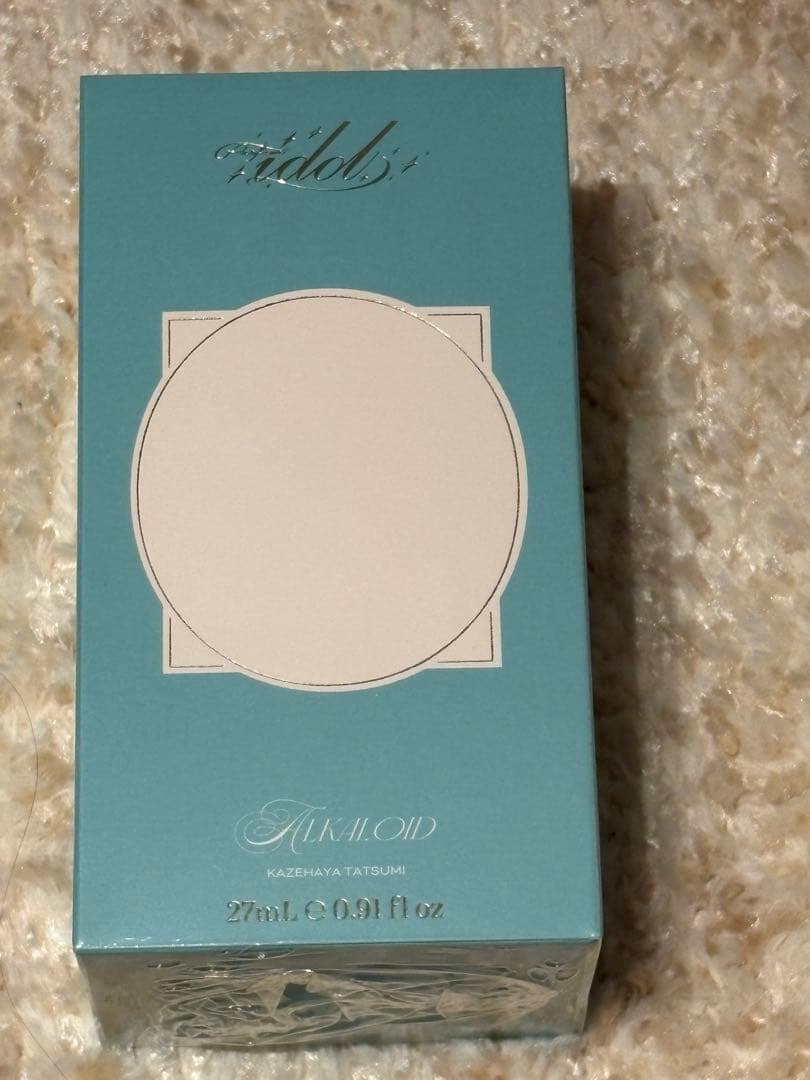 idol
ALKALOID
KAZEHAYA TATSUMI
27mL ℮ 0.91 fl oz